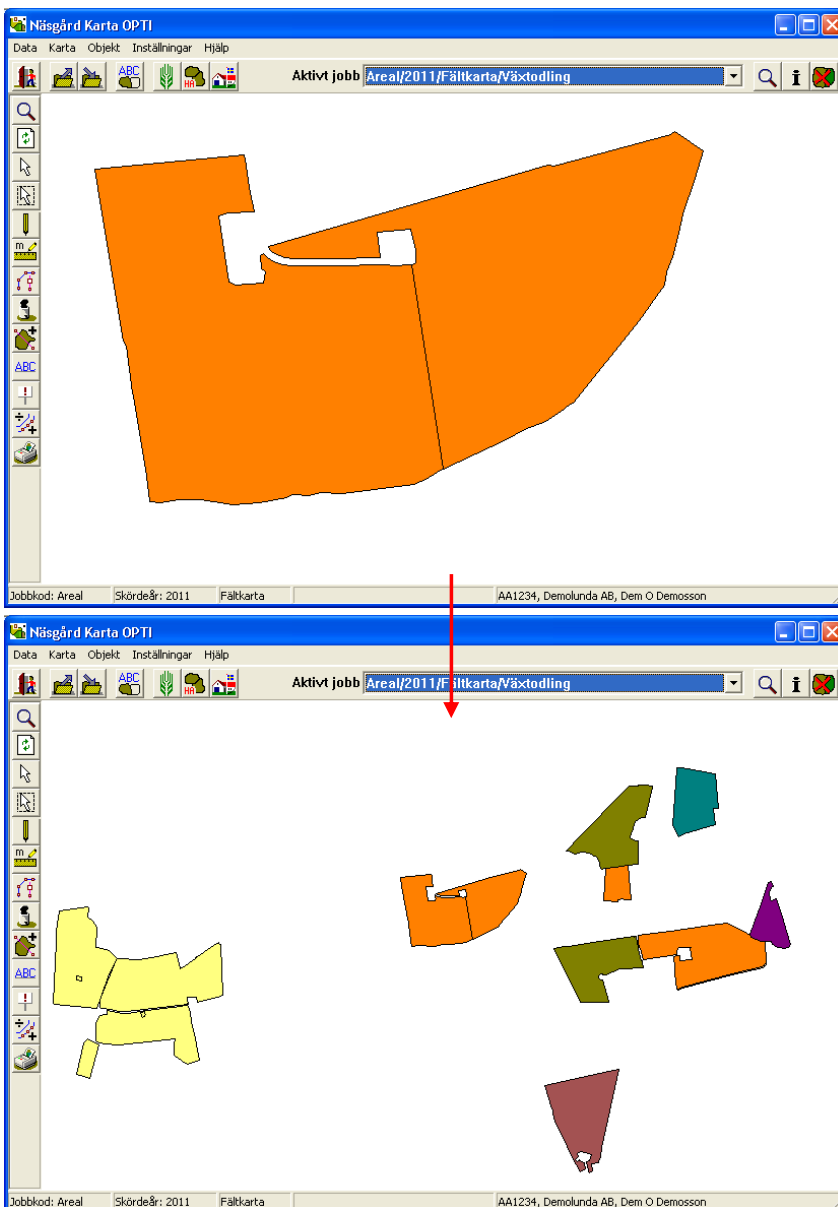 Näsgård Karta OPTI
Data Karta Objekt Inställningar Hjälp
ABC HA Aktivt jobb Areal/2011/Fältkarta/Växtodling i
m
ABC
Jobbkod: Areal Skördeår: 2011 Fältkarta AA1234, Demolunda AB, Dem O Demosson
Näsgård Karta OPTI
Data Karta Objekt Inställningar Hjälp
ABC HA Aktivt jobb Areal/2011/Fältkarta/Växtodling i
m
ABC
Jobbkod: Areal Skördeår: 2011 Fältkarta AA1234, Demolunda AB, Dem O Demosson